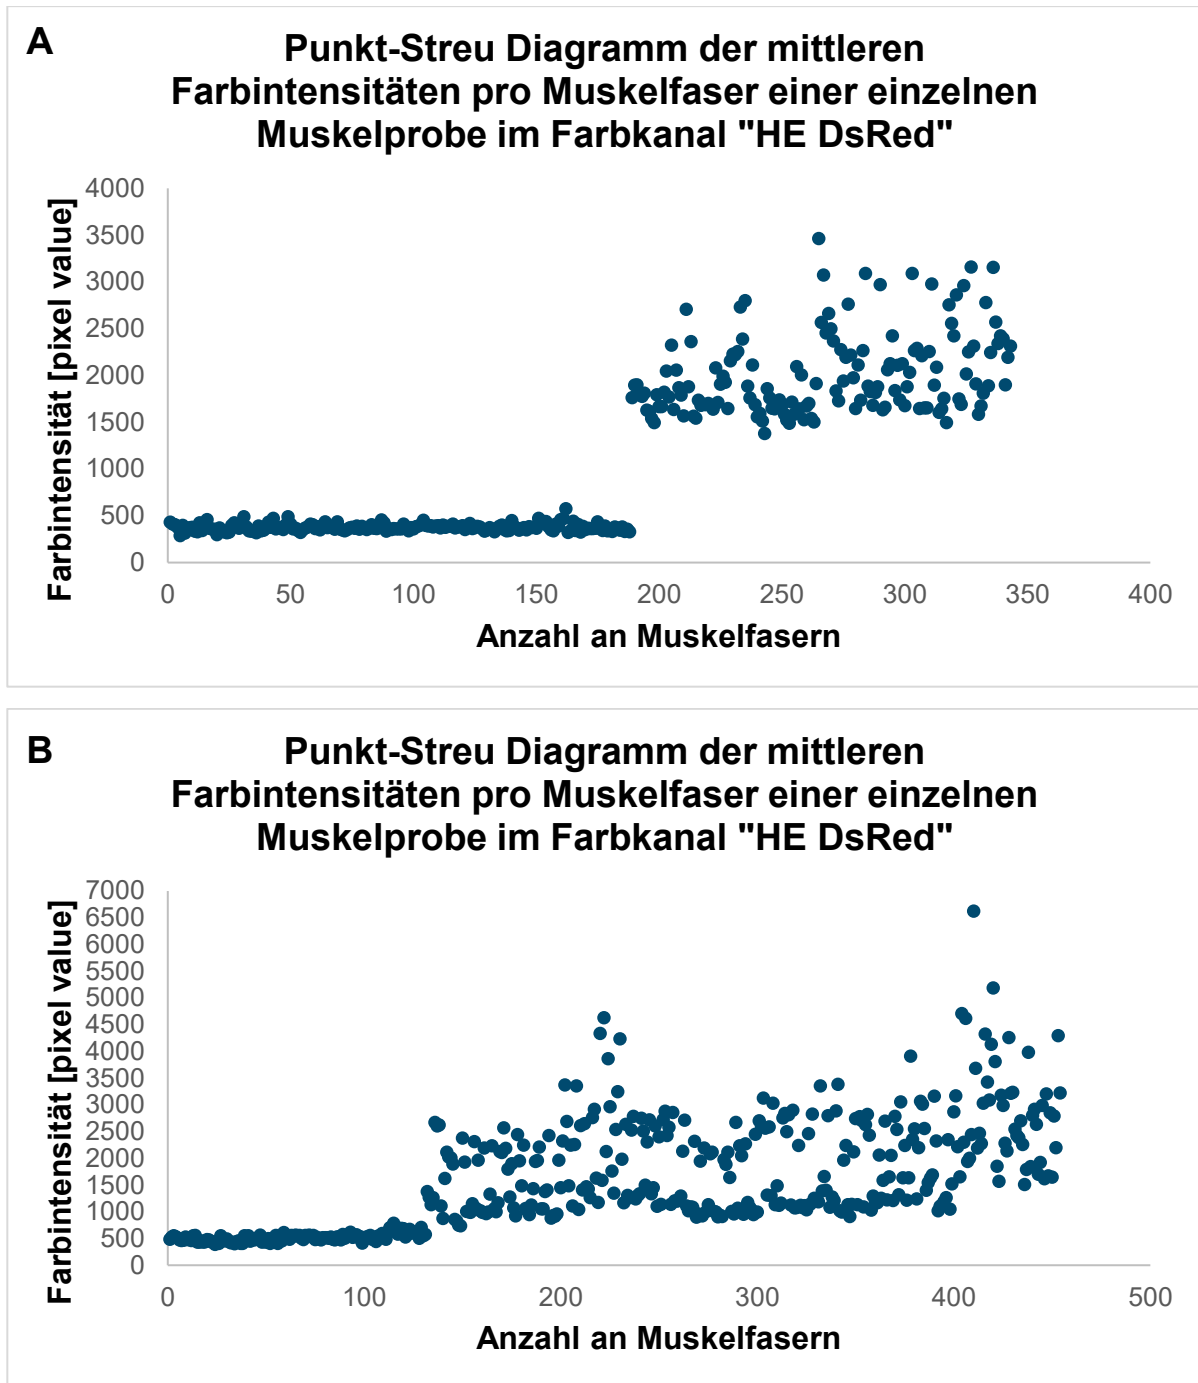 A
Punkt-Streu Diagramm der mittleren
Farbintensitäten pro Muskelfaser einer einzelnen
Muskelprobe im Farbkanal "HE DsRed"
Farbintensität [pixel value]
4000
3500
3000
2500
2000
1500
1000
500
0
0 50 100 150 200 250 300 350 400
Anzahl an Muskelfasern
B
Punkt-Streu Diagramm der mittleren
Farbintensitäten pro Muskelfaser einer einzelnen
Muskelprobe im Farbkanal "HE DsRed"
Farbintensität [pixel value]
7000
6500
6000
5500
5000
4500
4000
3500
3000
2500
2000
1500
1000
500
0
0 100 200 300 400 500
Anzahl an Muskelfasern